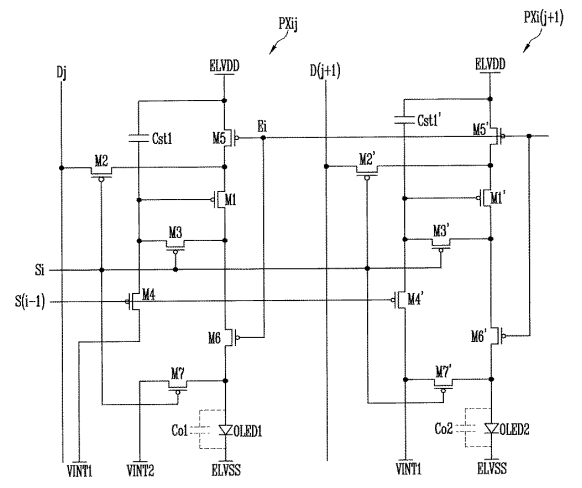 PXij
PXi(j+1)
Dj
ELVDD
D(j+1)
ELVDD
Cst1
M5
Ei
Cst1'
M5'
M2
M2'
M1
M1'
M3
M3'
Si
S(i-1)
M4
M4'
M6
M6'
M7
M7'
Co1
OLED1
Co2
OLED2
VINT1
VINT2
ELVSS
VINT1
ELVSS